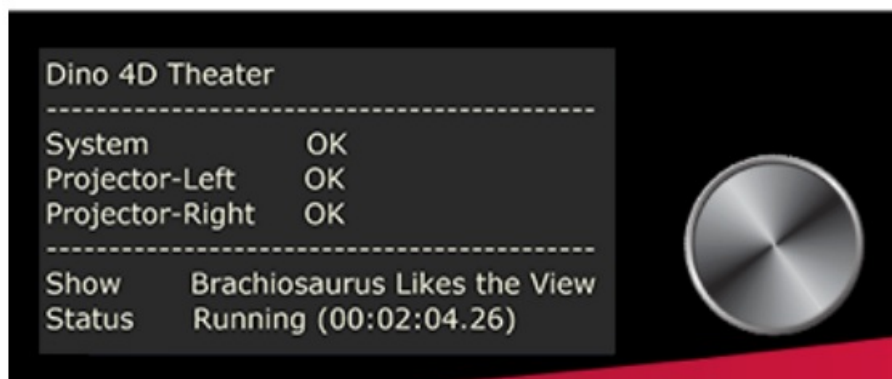 Dino 4D Theater
--------------------------------------------
System OK
Projector-Left OK
Projector-Right OK
--------------------------------------------
Show Brachiosaurus Likes the View
Status Running (00:02:04.26)